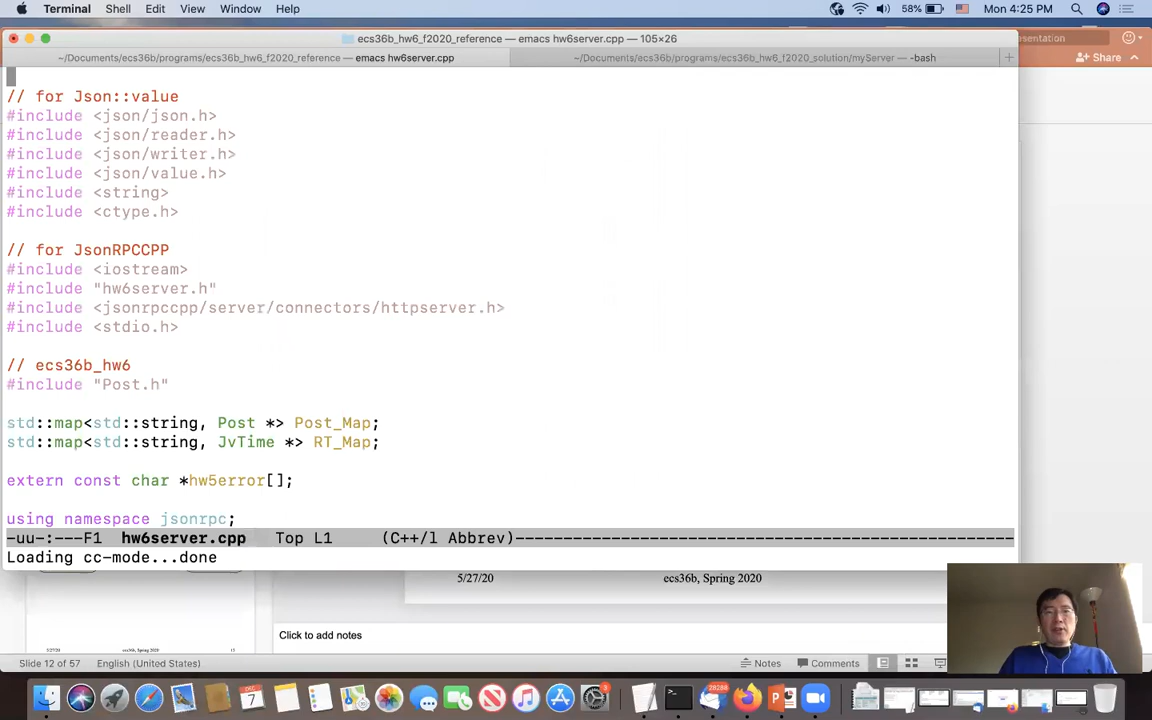 Terminal Shell Edit View Window Help 58% Mon 4:25 PM
ecs36b_hw6_f2020_reference — emacs hw6server.cpp — 105×26
~/Documents/ecs36b/programs/ecs36b_hw6_f2020_reference — emacs hw6server.cpp
~/Documents/ecs36b/programs/ecs36b_hw6_f2020_solution/myServer — -bash
Share
// for Json::value
#include <json/json.h>
#include <json/reader.h>
#include <json/writer.h>
#include <json/value.h>
#include <string>
#include <ctype.h>
// for JsonRPCCPP
#include <iostream>
#include "hw6server.h"
#include <jsonrpccpp/server/connectors/httpserver.h>
#include <stdio.h>
// ecs36b_hw6
#include "Post.h"
std::map<std::string, Post *> Post_Map;
std::map<std::string, JvTime *> RT_Map;
extern const char *hw5error[];
using namespace jsonrpc;
-uu-:---F1 hw6server.cpp Top L1 (C++/l Abbrev)------------------------------------------------------
Loading cc-mode...done
5/27/20 ecs36b, Spring 2020
Click to add notes
Slide 12 of 57 English (United States) Notes Comments